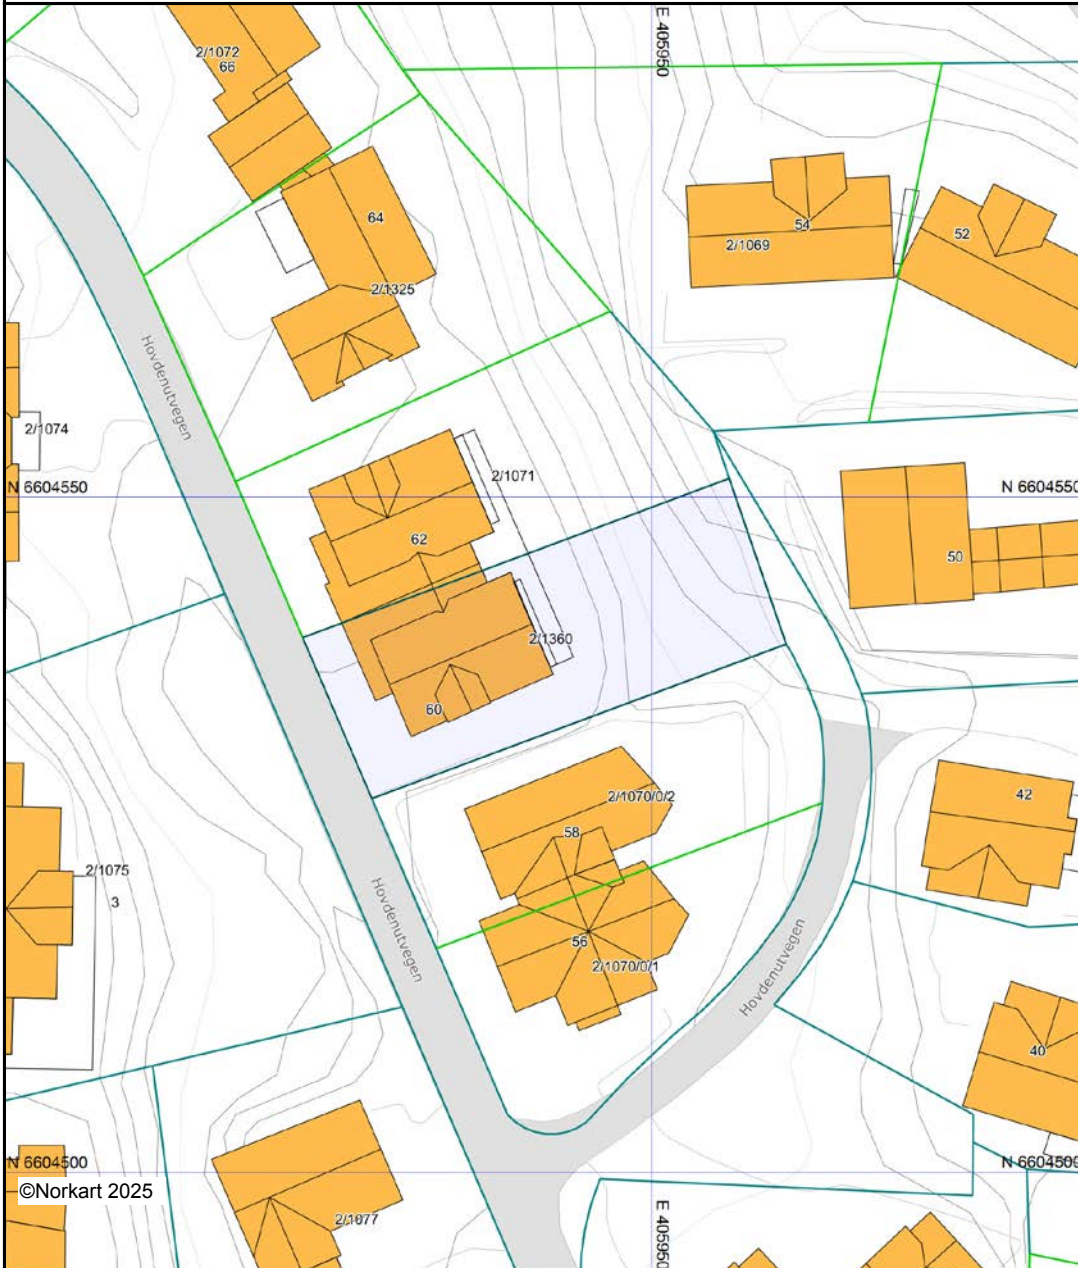 E 405950
2/1072
66
64
54
2/1069
52
2/1325
Hovdenutvegen
2/1074
2/1071
N 6604550
N 6604550
62
50
2/1360
60
2/1070/0/2
42
58
2/1075
3
Hovdenutvegen
56
2/1070/0/1
Hovdenutvegen
40
N 6604500
N 6604500
©Norkart 2025
2/1077
E 405950